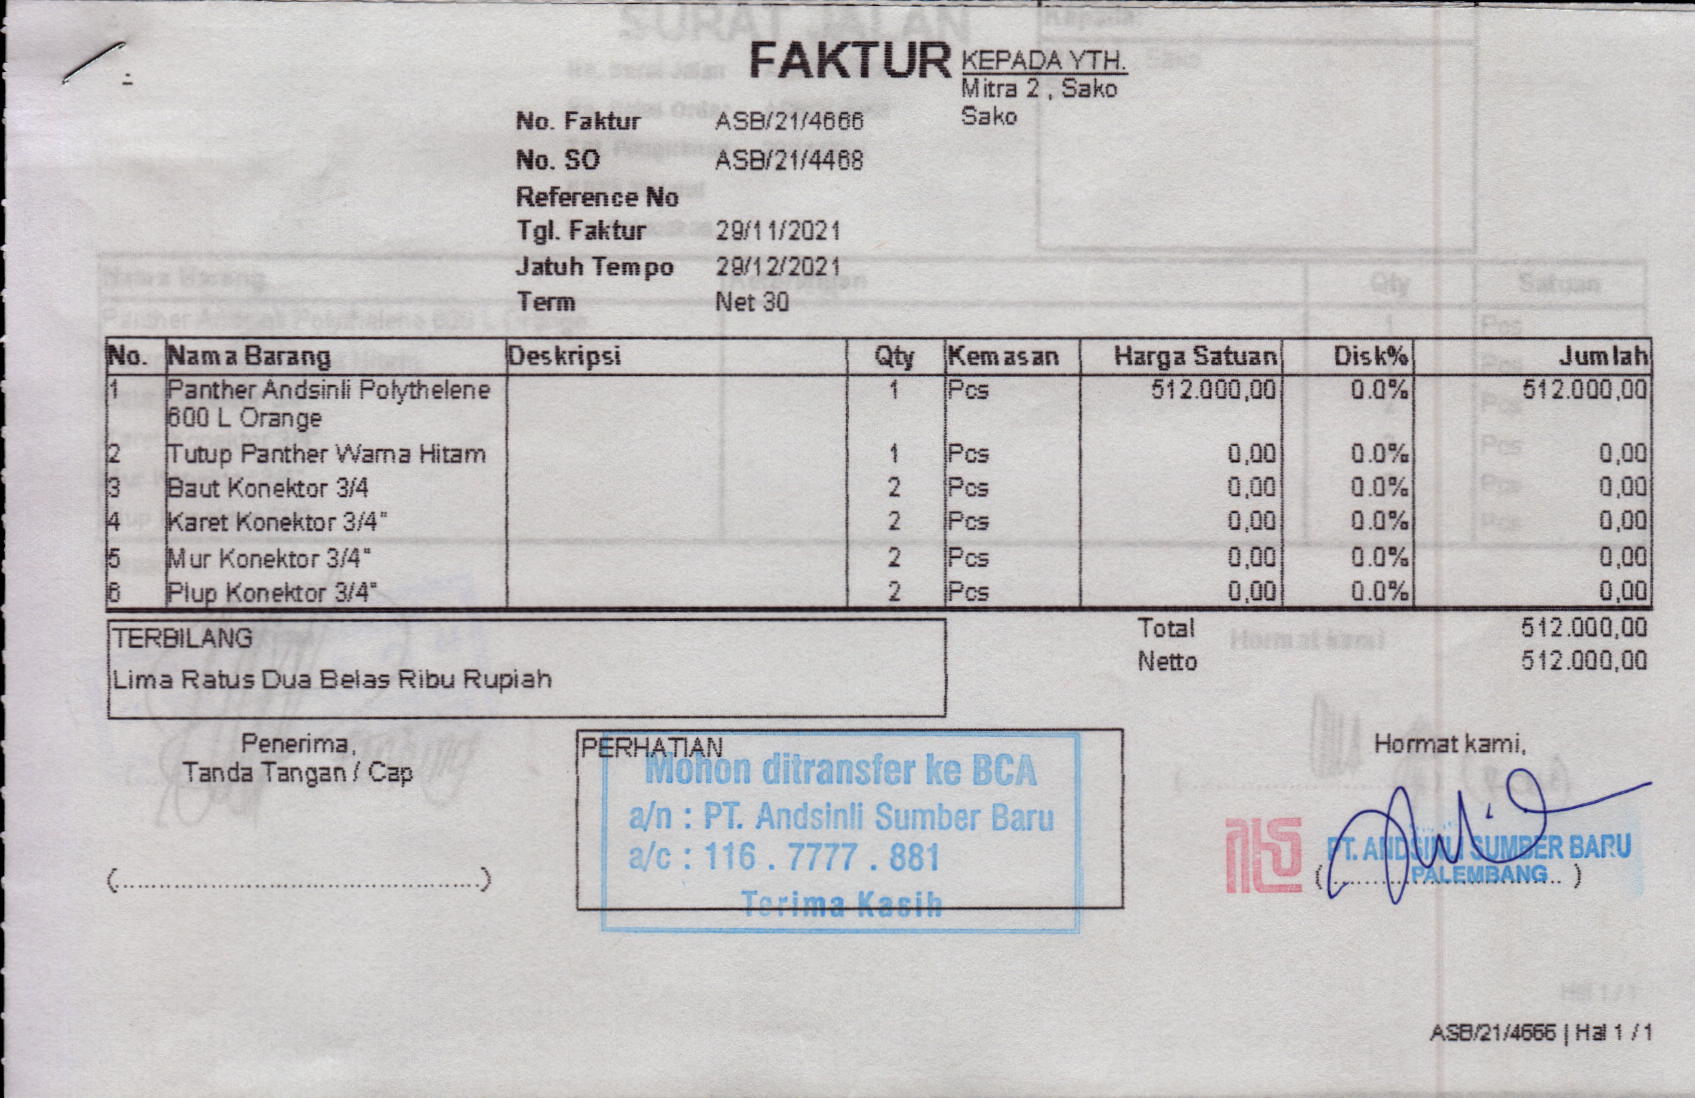 FAKTUR
KEPADA YTH.
Mitra 2 , Sako
Sako
No. Faktur ASB/21/4666
No. SO ASB/21/4468
Reference No
Tgl. Faktur 29/11/2021
Jatuh Tempo 29/12/2021
Term Net 30
No. Nama Barang Deskripsi Qty Kemasan Harga Satuan Disk% Jumlah
1 Panther Andsinli Polythelene 1 Pcs 512.000,00 0.0% 512.000,00
600 L Orange
2 Tutup Panther Warna Hitam 1 Pcs 0,00 0.0% 0,00
3 Baut Konektor 3/4 2 Pcs 0,00 0.0% 0,00
4 Karet Konektor 3/4" 2 Pcs 0,00 0.0% 0,00
5 Mur Konektor 3/4" 2 Pcs 0,00 0.0% 0,00
6 Plup Konektor 3/4" 2 Pcs 0,00 0.0% 0,00
TERBILANG
Lima Ratus Dua Belas Ribu Rupiah
Total 512.000,00
Netto 512.000,00
Penerima,
Tanda Tangan / Cap
(................................................)
PERHATIAN
Mohon ditransfer ke BCA
a/n : PT. Andsinli Sumber Baru
a/c : 116 . 7777 . 881
Terima Kasih
Hormat kami,
PT. ANDSINLI SUMBER BARU
PALEMBANG
ASB/21/4666 | Hal 1 / 1